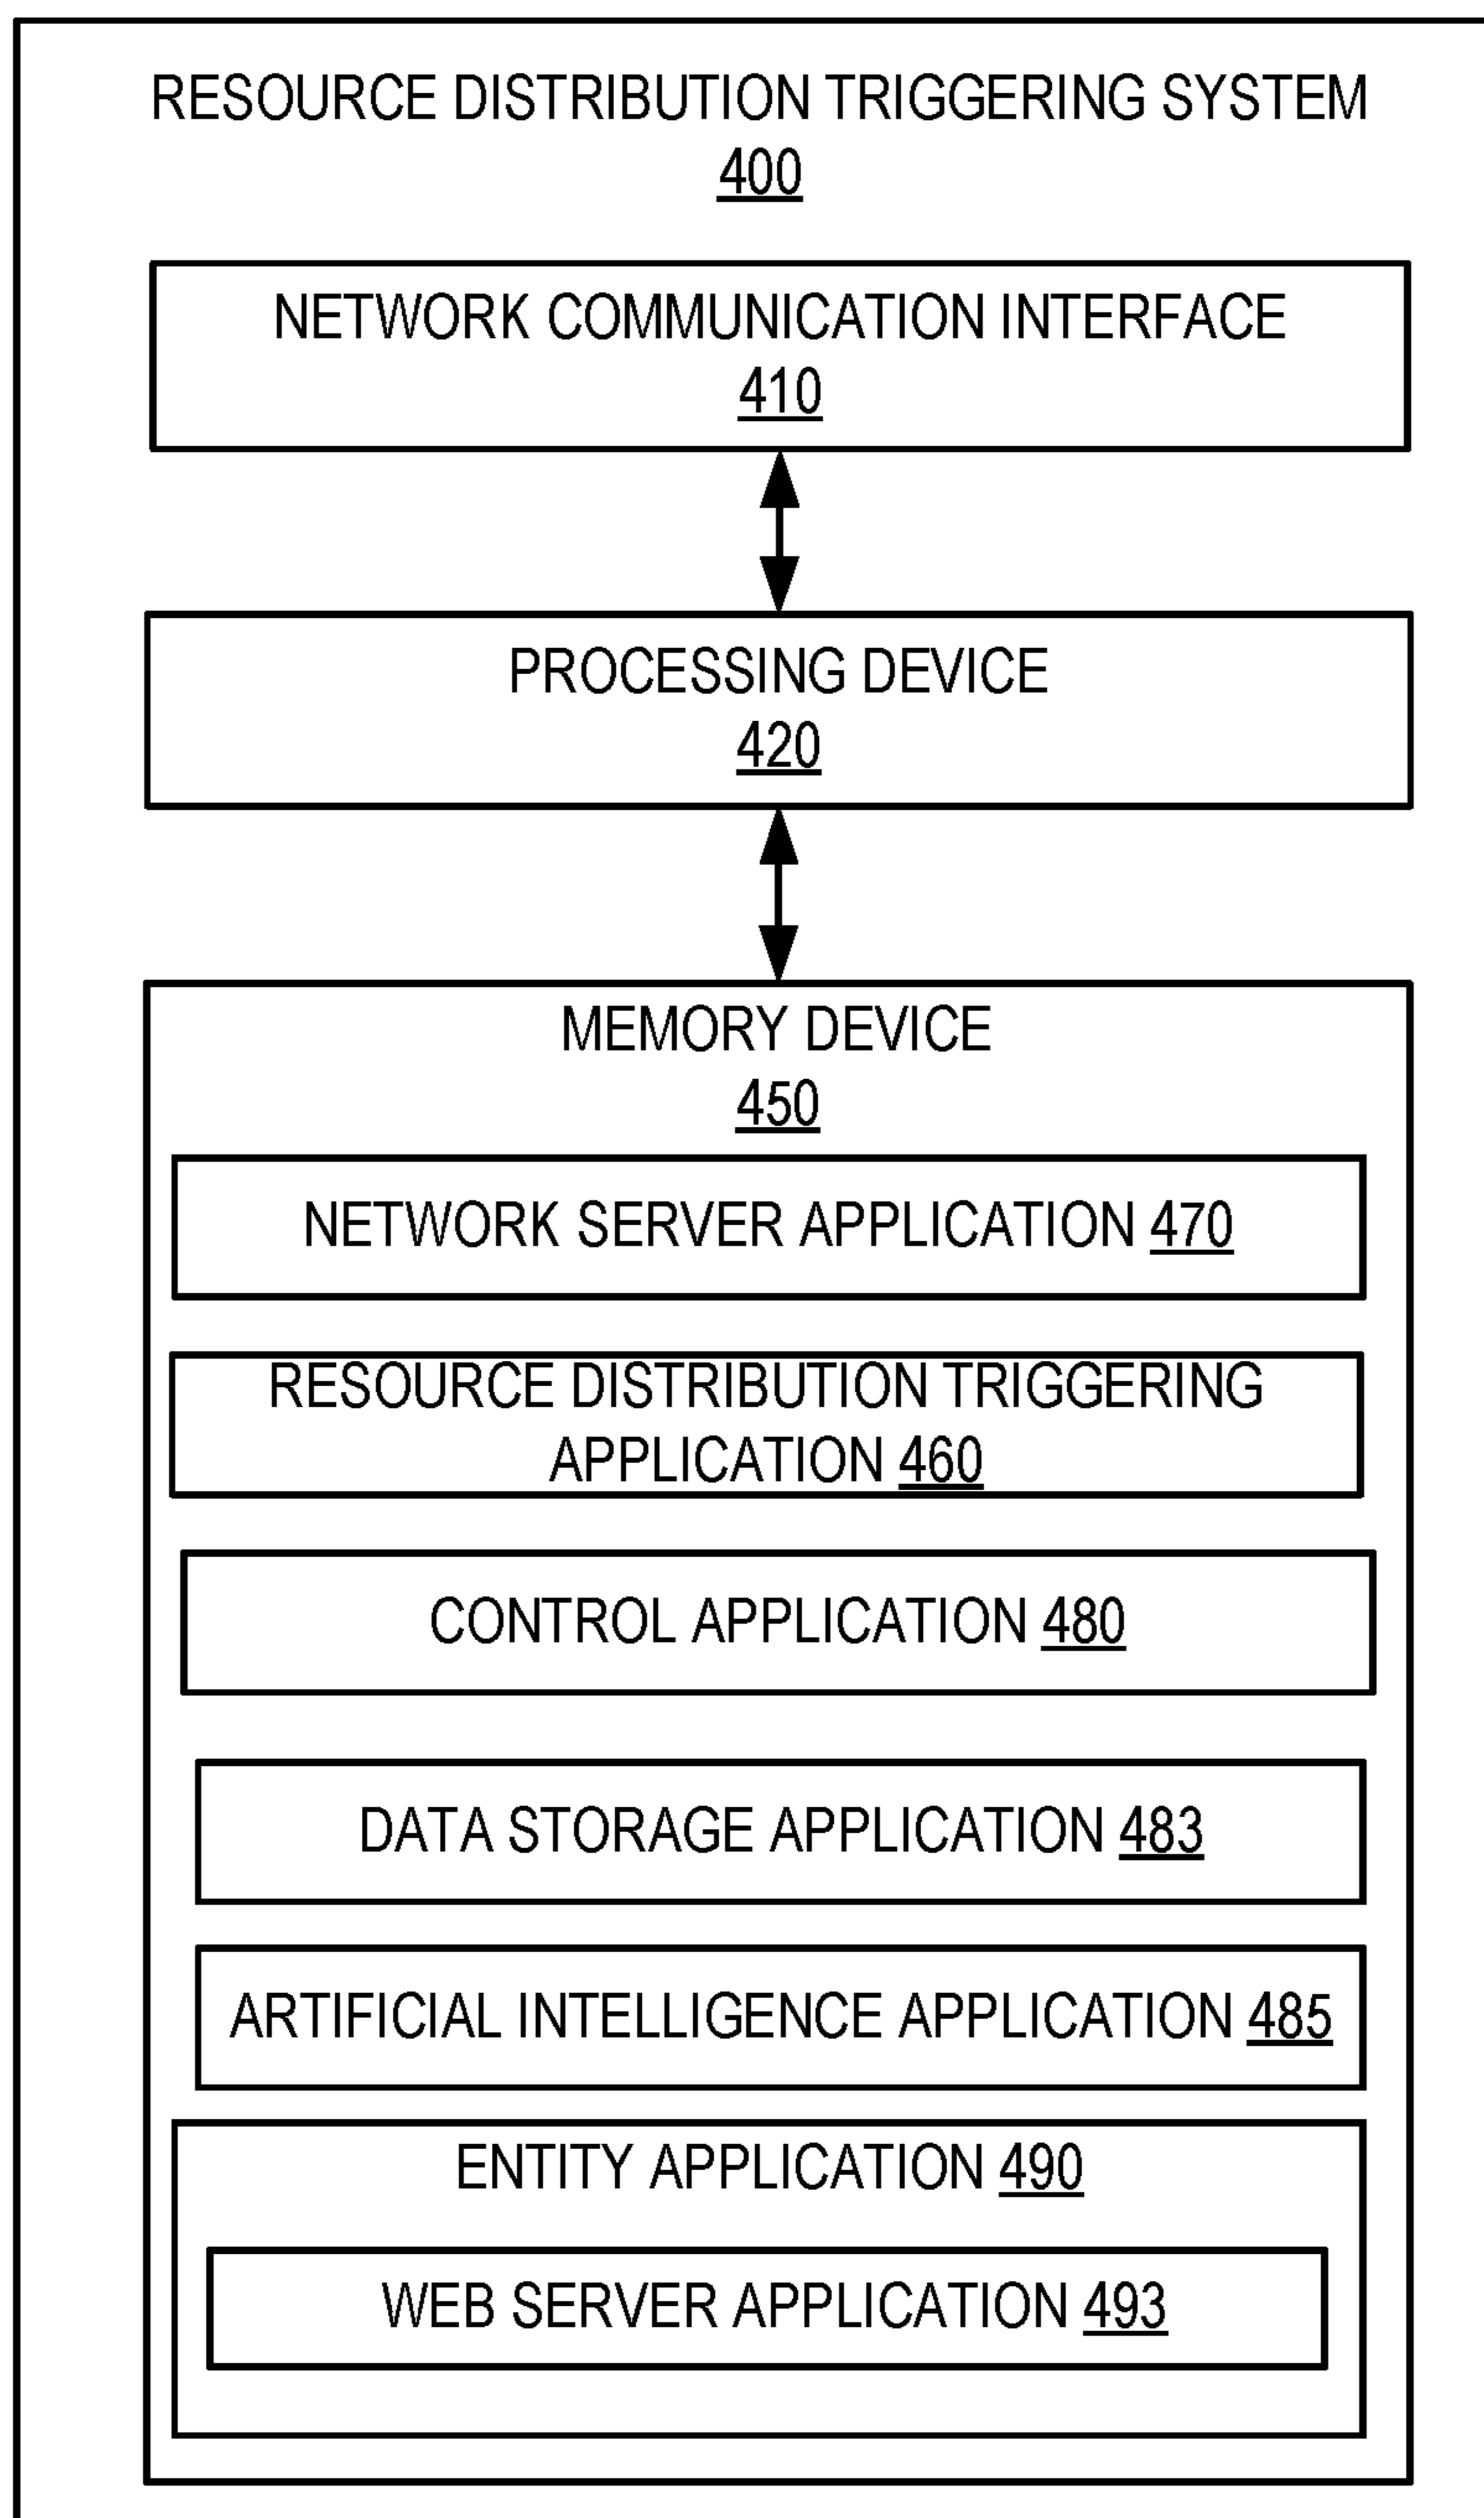 RESOURCE DISTRIBUTION TRIGGERING SYSTEM
400
NETWORK COMMUNICATION INTERFACE
410
PROCESSING DEVICE
420
MEMORY DEVICE
450
NETWORK SERVER APPLICATION 470
RESOURCE DISTRIBUTION TRIGGERING
APPLICATION 460
CONTROL APPLICATION 480
DATA STORAGE APPLICATION 483
ARTIFICIAL INTELLIGENCE APPLICATION 485
ENTITY APPLICATION 490
WEB SERVER APPLICATION 493